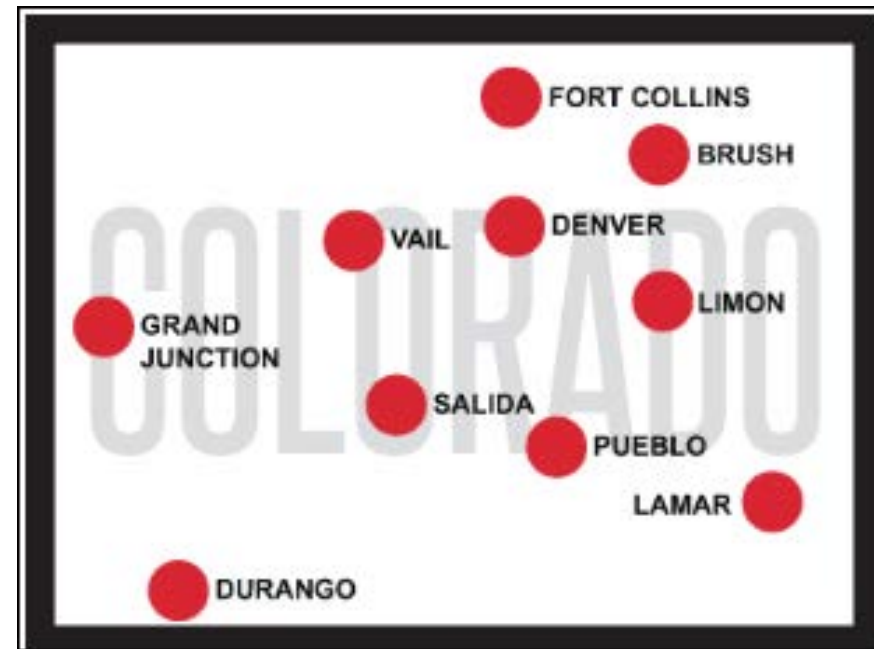 FORT COLLINS
BRUSH
DENVER
VAIL
COLORADO
LIMON
GRAND
JUNCTION
SALIDA
PUEBLO
LAMAR
DURANGO